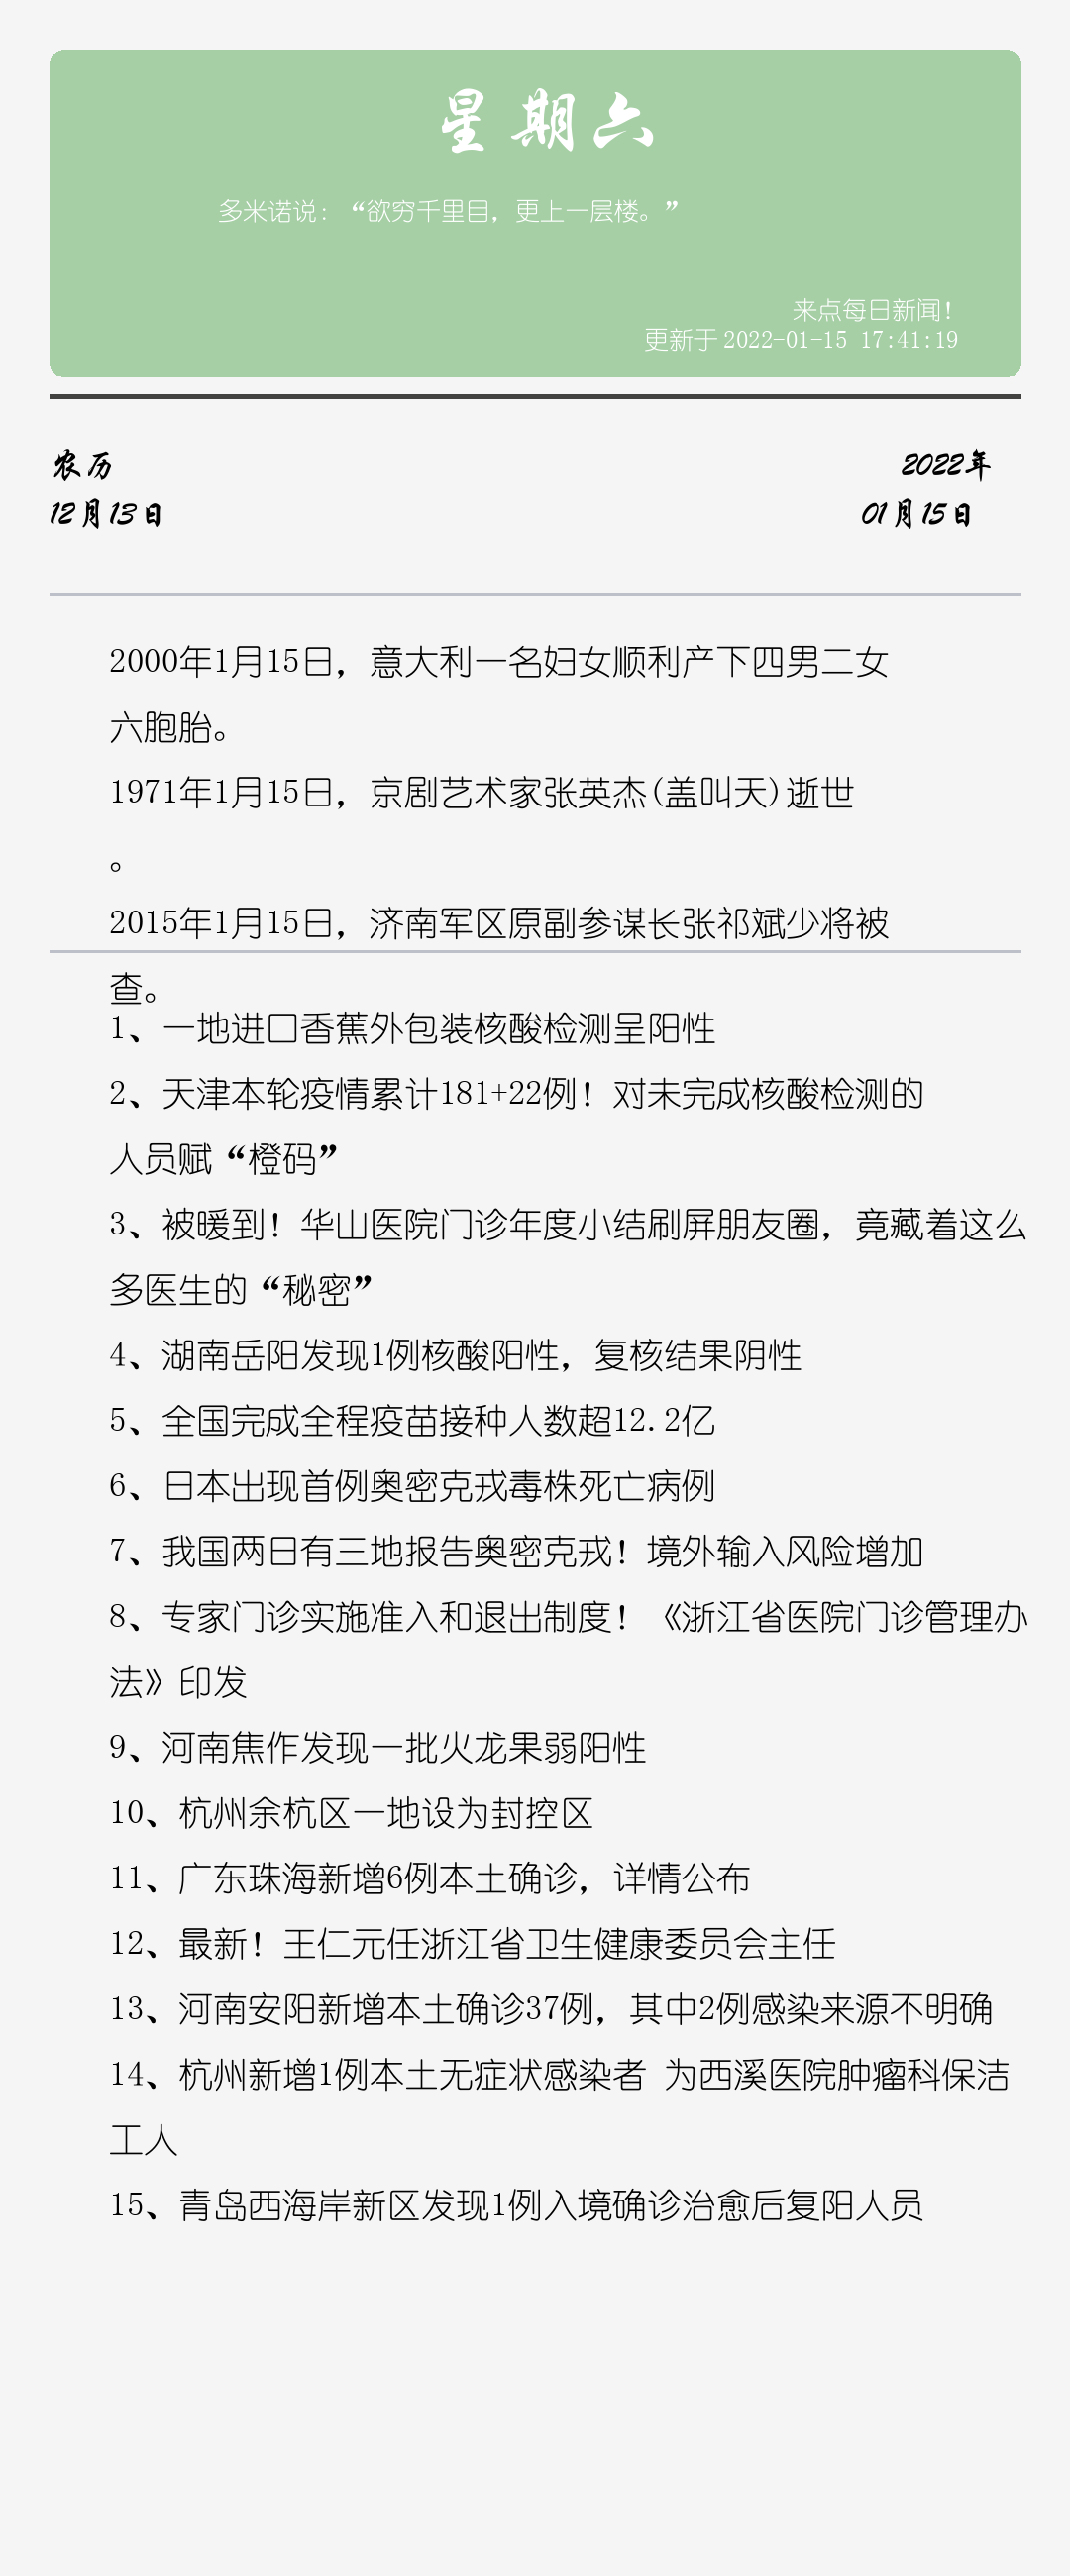 星期六
多米诺说：“欲穷千里目，更上一层楼。”
来点每日新闻！
更新于2022-01-15 17:41:19
农历
2022年
12月13日
01月15日
2000年1月15日，意大利一名妇女顺利产下四男二女
六胞胎。
1971年1月15日，京剧艺术家张英杰(盖叫天)逝世
。
2015年1月15日，济南军区原副参谋长张祁斌少将被
查。
1、一地进口香蕉外包装核酸检测呈阳性
2、天津本轮疫情累计181+22例！对未完成核酸检测的
人员赋“橙码”
3、被暖到！华山医院门诊年度小结刷屏朋友圈，竟藏着这么
多医生的“秘密”
4、湖南岳阳发现1例核酸阳性，复核结果阴性
5、全国完成全程疫苗接种人数超12.2亿
6、日本出现首例奥密克戎毒株死亡病例
7、我国两日有三地报告奥密克戎！境外输入风险增加
8、专家门诊实施准入和退出制度！《浙江省医院门诊管理办
法》印发
9、河南焦作发现一批火龙果弱阳性
10、杭州余杭区一地设为封控区
11、广东珠海新增6例本土确诊，详情公布
12、最新！王仁元任浙江省卫生健康委员会主任
13、河南安阳新增本土确诊37例，其中2例感染来源不明确
14、杭州新增1例本土无症状感染者 为西溪医院肿瘤科保洁
工人
15、青岛西海岸新区发现1例入境确诊治愈后复阳人员